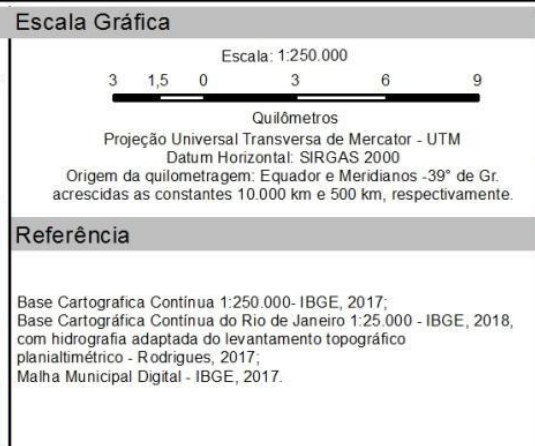 Escala Gráfica
Escala: 1:250.000
3 1,5 0 3 6 9
Quilômetros
Projeção Universal Transversa de Mercator - UTM
Datum Horizontal: SIRGAS 2000
Origem da quilometragem: Equador e Meridianos -39° de Gr.
acrescidas as constantes 10.000 km e 500 km, respectivamente.
Referência
Base Cartografica Contínua 1:250.000- IBGE, 2017;
Base Cartográfica Contínua do Rio de Janeiro 1:25.000 - IBGE, 2018,
com hidrografia adaptada do levantamento topográfico
planialtimétrico - Rodrigues, 2017;
Malha Municipal Digital - IBGE, 2017.